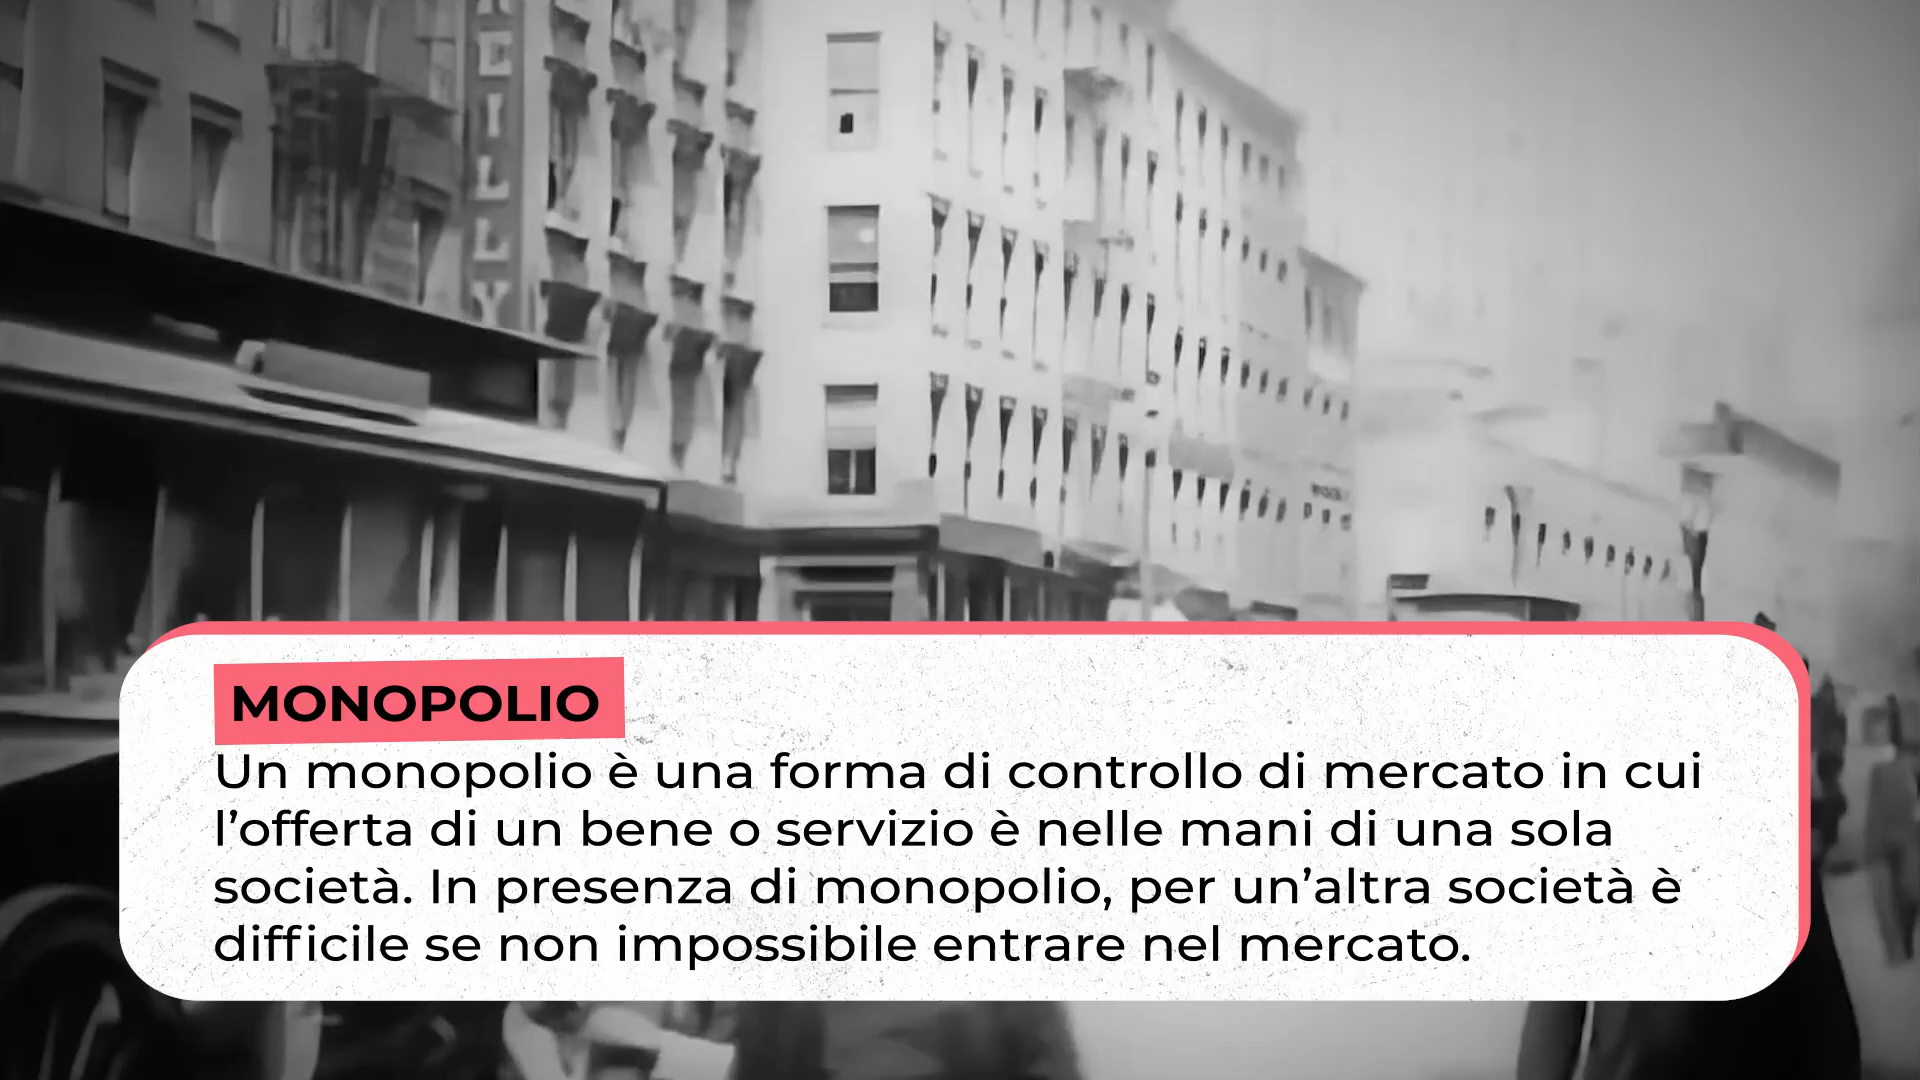 EILLY
MONOPOLIO
Un monopolio è una forma di controllo di mercato in cui
l’offerta di un bene o servizio è nelle mani di una sola
società. In presenza di monopolio, per un’altra società è
difficile se non impossibile entrare nel mercato.